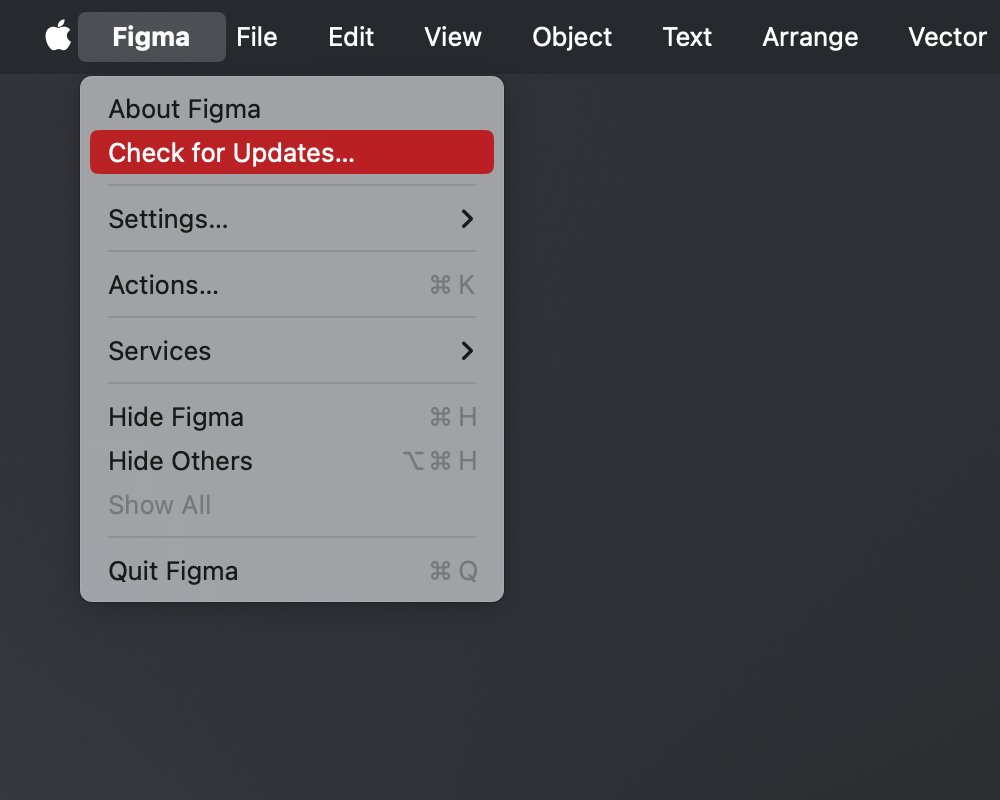 Figma File Edit View Object Text Arrange Vector
About Figma
Check for Updates...
Settings...
Actions... ⌘ K
Services
Hide Figma ⌘ H
Hide Others ⌥ ⌘ H
Show All
Quit Figma ⌘ Q